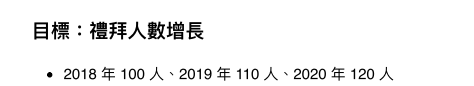 目標：禮拜人數增長
• 2018 年 100 人、2019 年 110 人、2020 年 120 人